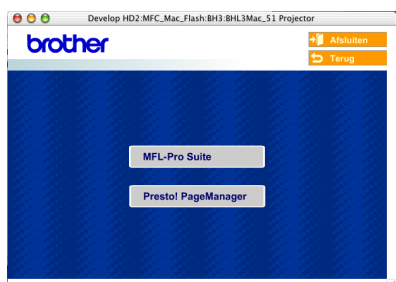 Develop HD2:MFC_Mac_Flash:BH3:BHL3Mac_51 Projector
brother
Afsluiten
Terug
MFL-Pro Suite
Presto! PageManager